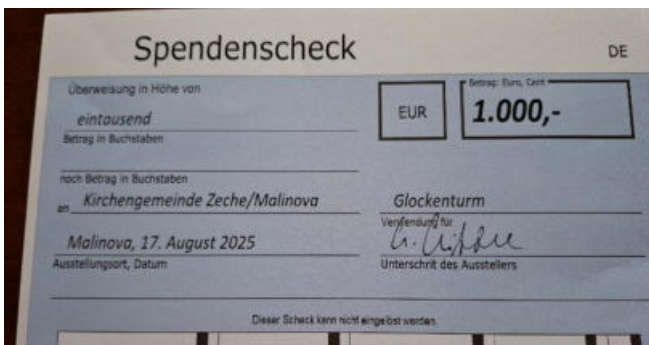 Spendenscheck
DE
Überweisung in Höhe von
eintausend
Betrag in Buchstaben
EUR
Betrag: Euro, Cent
1.000,-
noch Betrag in Buchstaben
an Kirchengemeinde Zeche/Malinova
Glockenturm
Verwendung für
Malinova, 17. August 2025
Ausstellungsort, Datum
Unterschrit des Ausstellers
Dieser Scheck kann nicht eingelöst werden.